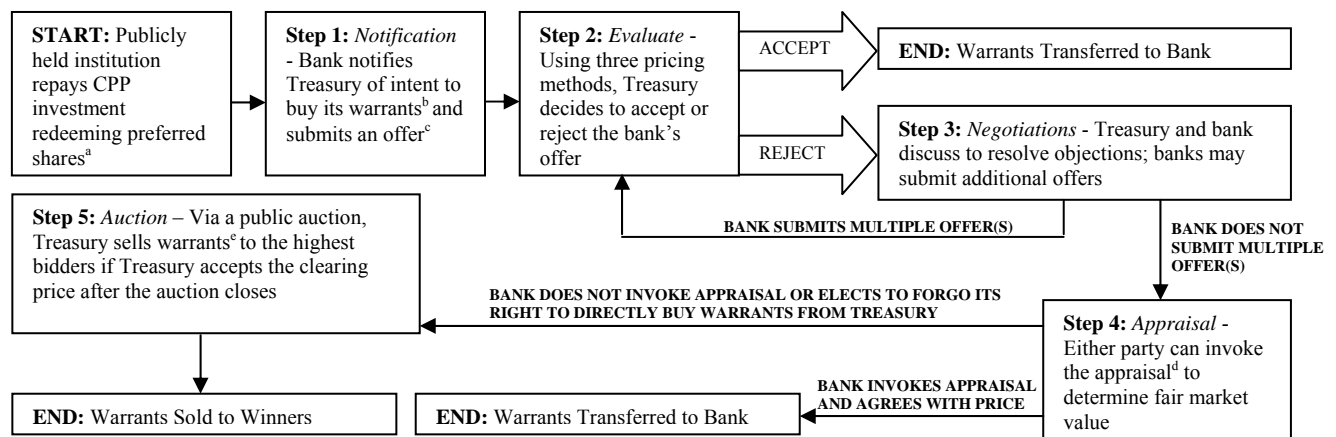 START: Publicly
held institution
repays CPP
investment
redeeming preferred
shares^a
Step 1: Notification
- Bank notifies
Treasury of intent to
buy its warrants^b and
submits an offer^c
Step 2: Evaluate -
Using three pricing
methods, Treasury
decides to accept or
reject the bank's
offer
ACCEPT
END: Warrants Transferred to Bank
REJECT
Step 3: Negotiations - Treasury and bank
discuss to resolve objections; banks may
submit additional offers
BANK SUBMITS MULTIPLE OFFER(S)
BANK DOES NOT
SUBMIT MULTIPLE
OFFER(S)
Step 4: Appraisal -
Either party can invoke
the appraisal^d to
determine fair market
value
BANK DOES NOT INVOKE APPRAISAL OR ELECTS TO FORGO ITS
RIGHT TO DIRECTLY BUY WARRANTS FROM TREASURY
Step 5: Auction – Via a public auction,
Treasury sells warrants^e to the highest
bidders if Treasury accepts the clearing
price after the auction closes
END: Warrants Sold to Winners
BANK INVOKES APPRAISAL
AND AGREES WITH PRICE
END: Warrants Transferred to Bank